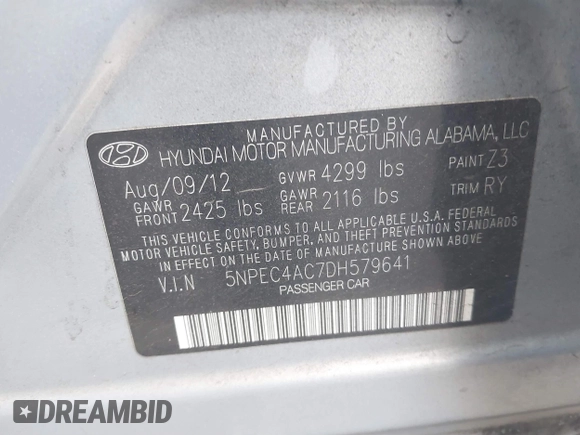 MANUFACTURED BY
HYUNDAI MOTOR MANUFACTURING ALABAMA, LLC
Aug/09/12 GVWR 4299 lbs PAINT Z3
GAWR FRONT 2425 lbs GAWR REAR 2116 lbs TRIM RY
THIS VEHICLE CONFORMS TO ALL APPLICABLE U.S.A. FEDERAL
MOTOR VEHICLE SAFETY, BUMPER, AND THEFT PREVENTION STANDARDS
IN EFFECT ON THE DATE OF MANUFACTURE SHOWN ABOVE.
V.I.N 5NPEC4AC7DH579641
PASSENGER CAR
DREAMBID